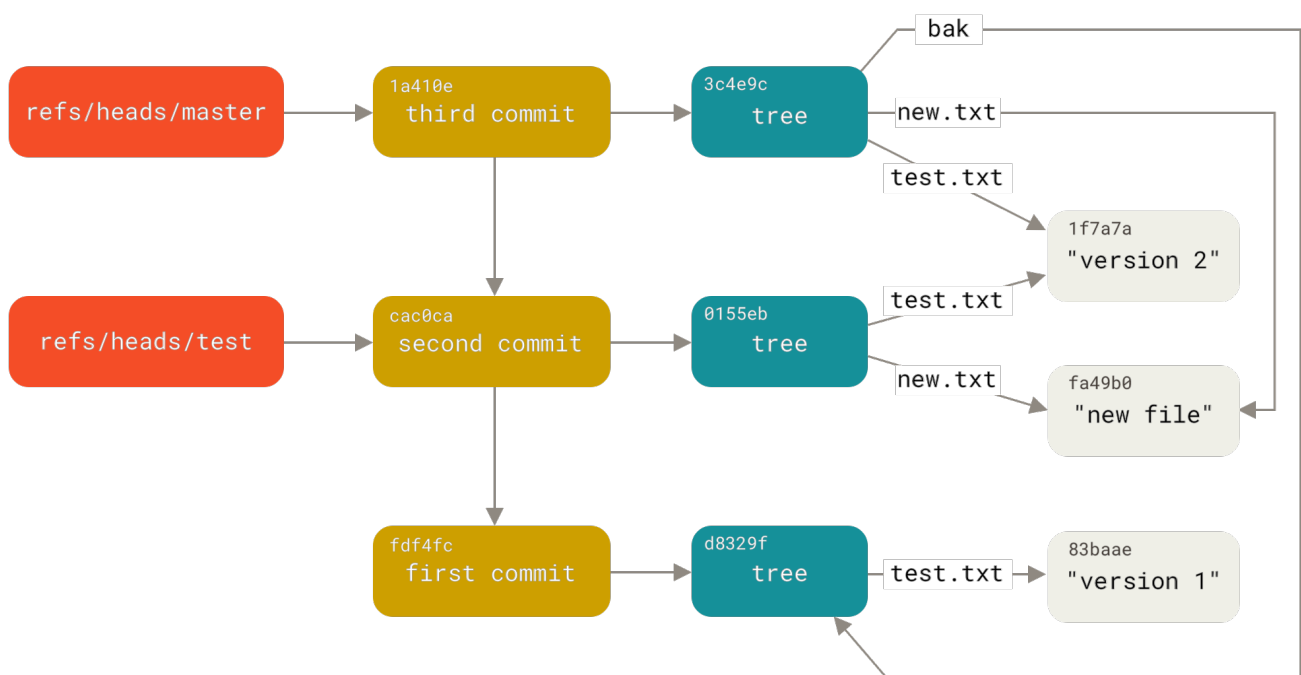 bak
refs/heads/master
1a410e
third commit
3c4e9c
tree
new.txt
test.txt
1f7a7a
"version 2"
refs/heads/test
cac0ca
second commit
0155eb
tree
test.txt
new.txt
fa49b0
"new file"
fdf4fc
first commit
d8329f
tree
test.txt
83baae
"version 1"